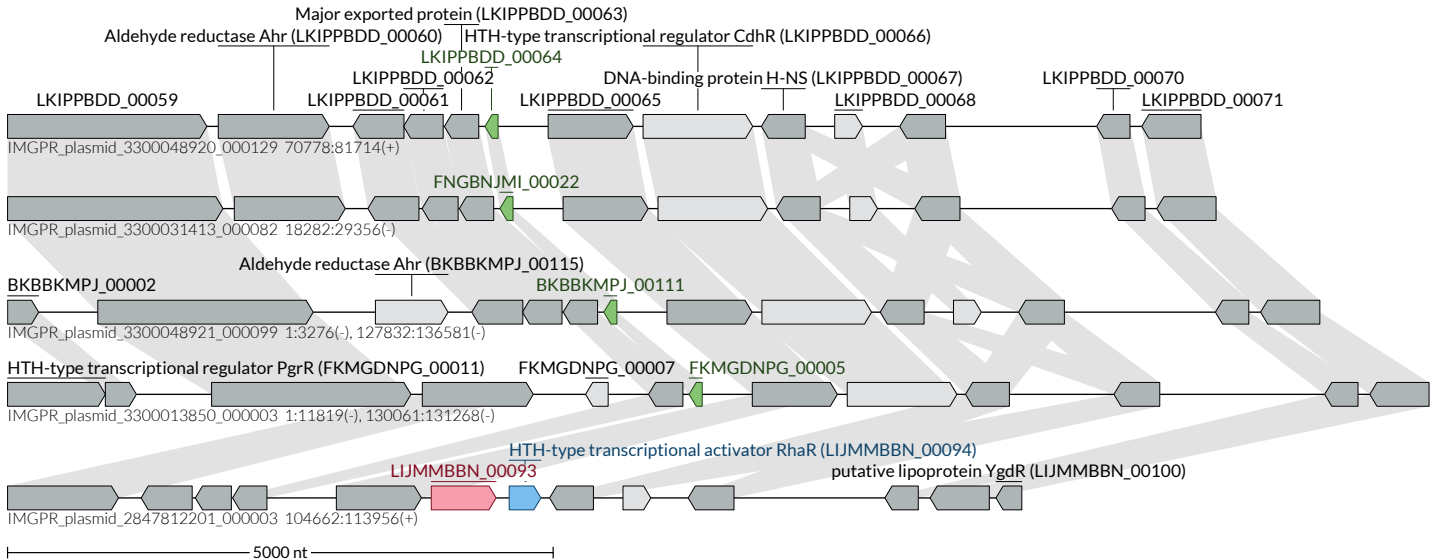 Major exported protein (LKIPPBDD_00063)
Aldehyde reductase Ahr (LKIPPBDD_00060) HTH-type transcriptional regulator CdhR (LKIPPBDD_00066)
LKIPPBDD_00064
LKIPPBDD_00062 DNA-binding protein H-NS (LKIPPBDD_00067) LKIPPBDD_00070
LKIPPBDD_00059 LKIPPBDD_00061 LKIPPBDD_00065 LKIPPBDD_00068 LKIPPBDD_00071
IMGPR_plasmid_3300048920_000129 70778:81714(+)
FNGBNJMI_00022
IMGPR_plasmid_3300031413_000082 18282:29356(-)
Aldehyde reductase Ahr (BKBBKMPJ_00115)
BKBBKMPJ_00002 BKBBKMPJ_00111
IMGPR_plasmid_3300048921_000099 1:3276(-), 127832:136581(-)
HTH-type transcriptional regulator PgrR (FKMGDNPG_00011) FKMGDNPG_00007 FKMGDNPG_00005
IMGPR_plasmid_3300013850_000003 1:11819(-), 130061:131268(-)
HTH-type transcriptional activator RhaR (LIJMMBBN_00094)
LIJMMBBN_00093 putative lipoprotein YgdR (LIJMMBBN_00100)
IMGPR_plasmid_2847812201_000003 104662:113956(+)
5000 nt